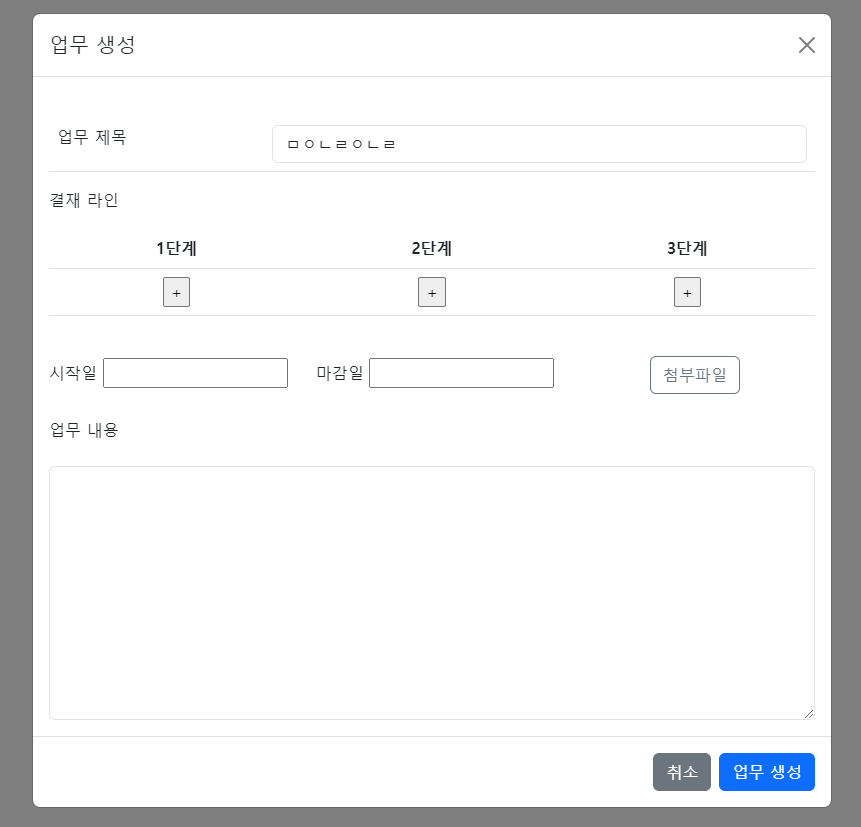 업무 생성
업무 제목 ㅁㅇㄴㄹㅇㄴㄹ
결재 라인
1단계 2단계 3단계
+ + +
시작일 마감일 첨부파일
업무 내용
취소 업무 생성